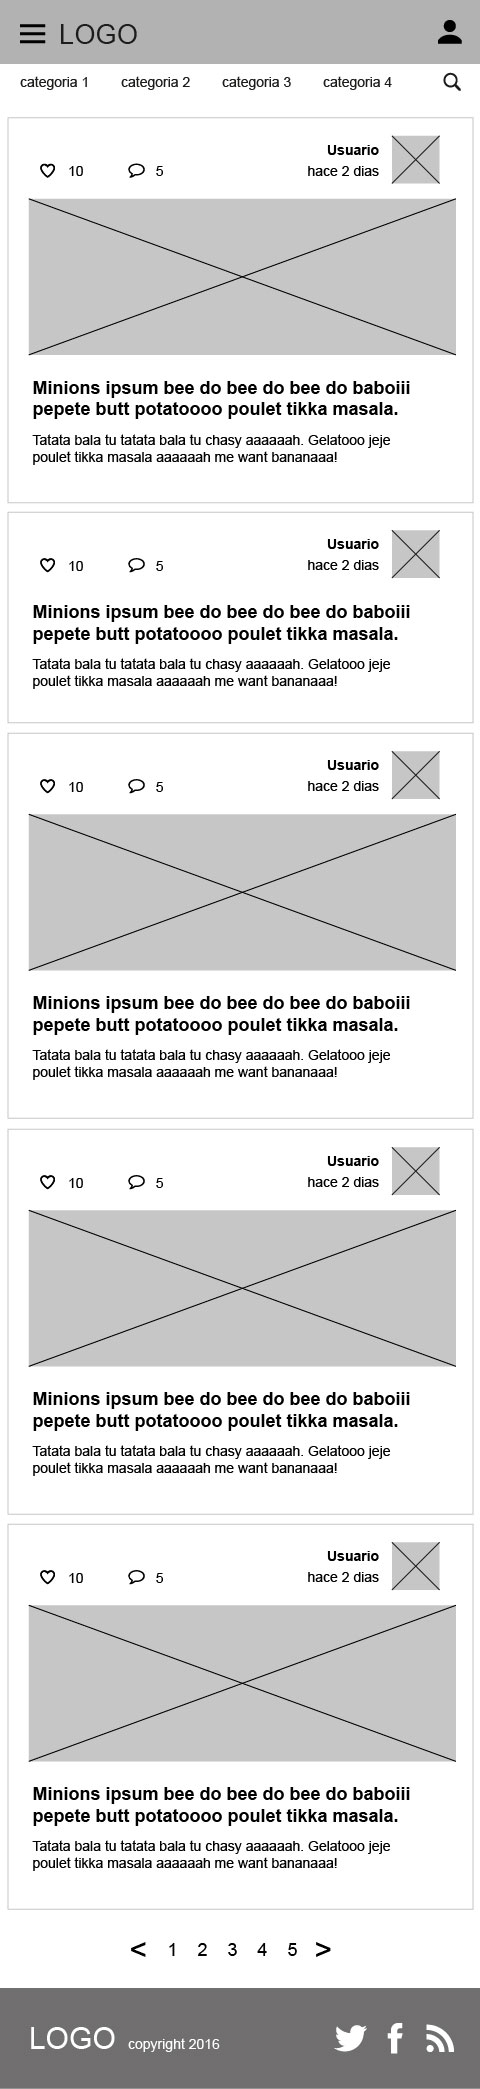 LOGO
categoria 1 categoria 2 categoria 3 categoria 4
Usuario
10 5 hace 2 dias
Minions ipsum bee do bee do bee do baboiii
pepete butt potatoooo poulet tikka masala.
Tatata bala tu tatata bala tu chasy aaaaaah. Gelatooo jeje
poulet tikka masala aaaaaah me want bananaaa!
Usuario
10 5 hace 2 dias
Minions ipsum bee do bee do bee do baboiii
pepete butt potatoooo poulet tikka masala.
Tatata bala tu tatata bala tu chasy aaaaaah. Gelatooo jeje
poulet tikka masala aaaaaah me want bananaaa!
Usuario
10 5 hace 2 dias
Minions ipsum bee do bee do bee do baboiii
pepete butt potatoooo poulet tikka masala.
Tatata bala tu tatata bala tu chasy aaaaaah. Gelatooo jeje
poulet tikka masala aaaaaah me want bananaaa!
Usuario
10 5 hace 2 dias
Minions ipsum bee do bee do bee do baboiii
pepete butt potatoooo poulet tikka masala.
Tatata bala tu tatata bala tu chasy aaaaaah. Gelatooo jeje
poulet tikka masala aaaaaah me want bananaaa!
Usuario
10 5 hace 2 dias
Minions ipsum bee do bee do bee do baboiii
pepete butt potatoooo poulet tikka masala.
Tatata bala tu tatata bala tu chasy aaaaaah. Gelatooo jeje
poulet tikka masala aaaaaah me want bananaaa!
< 1 2 3 4 5 >
LOGO copyright 2016